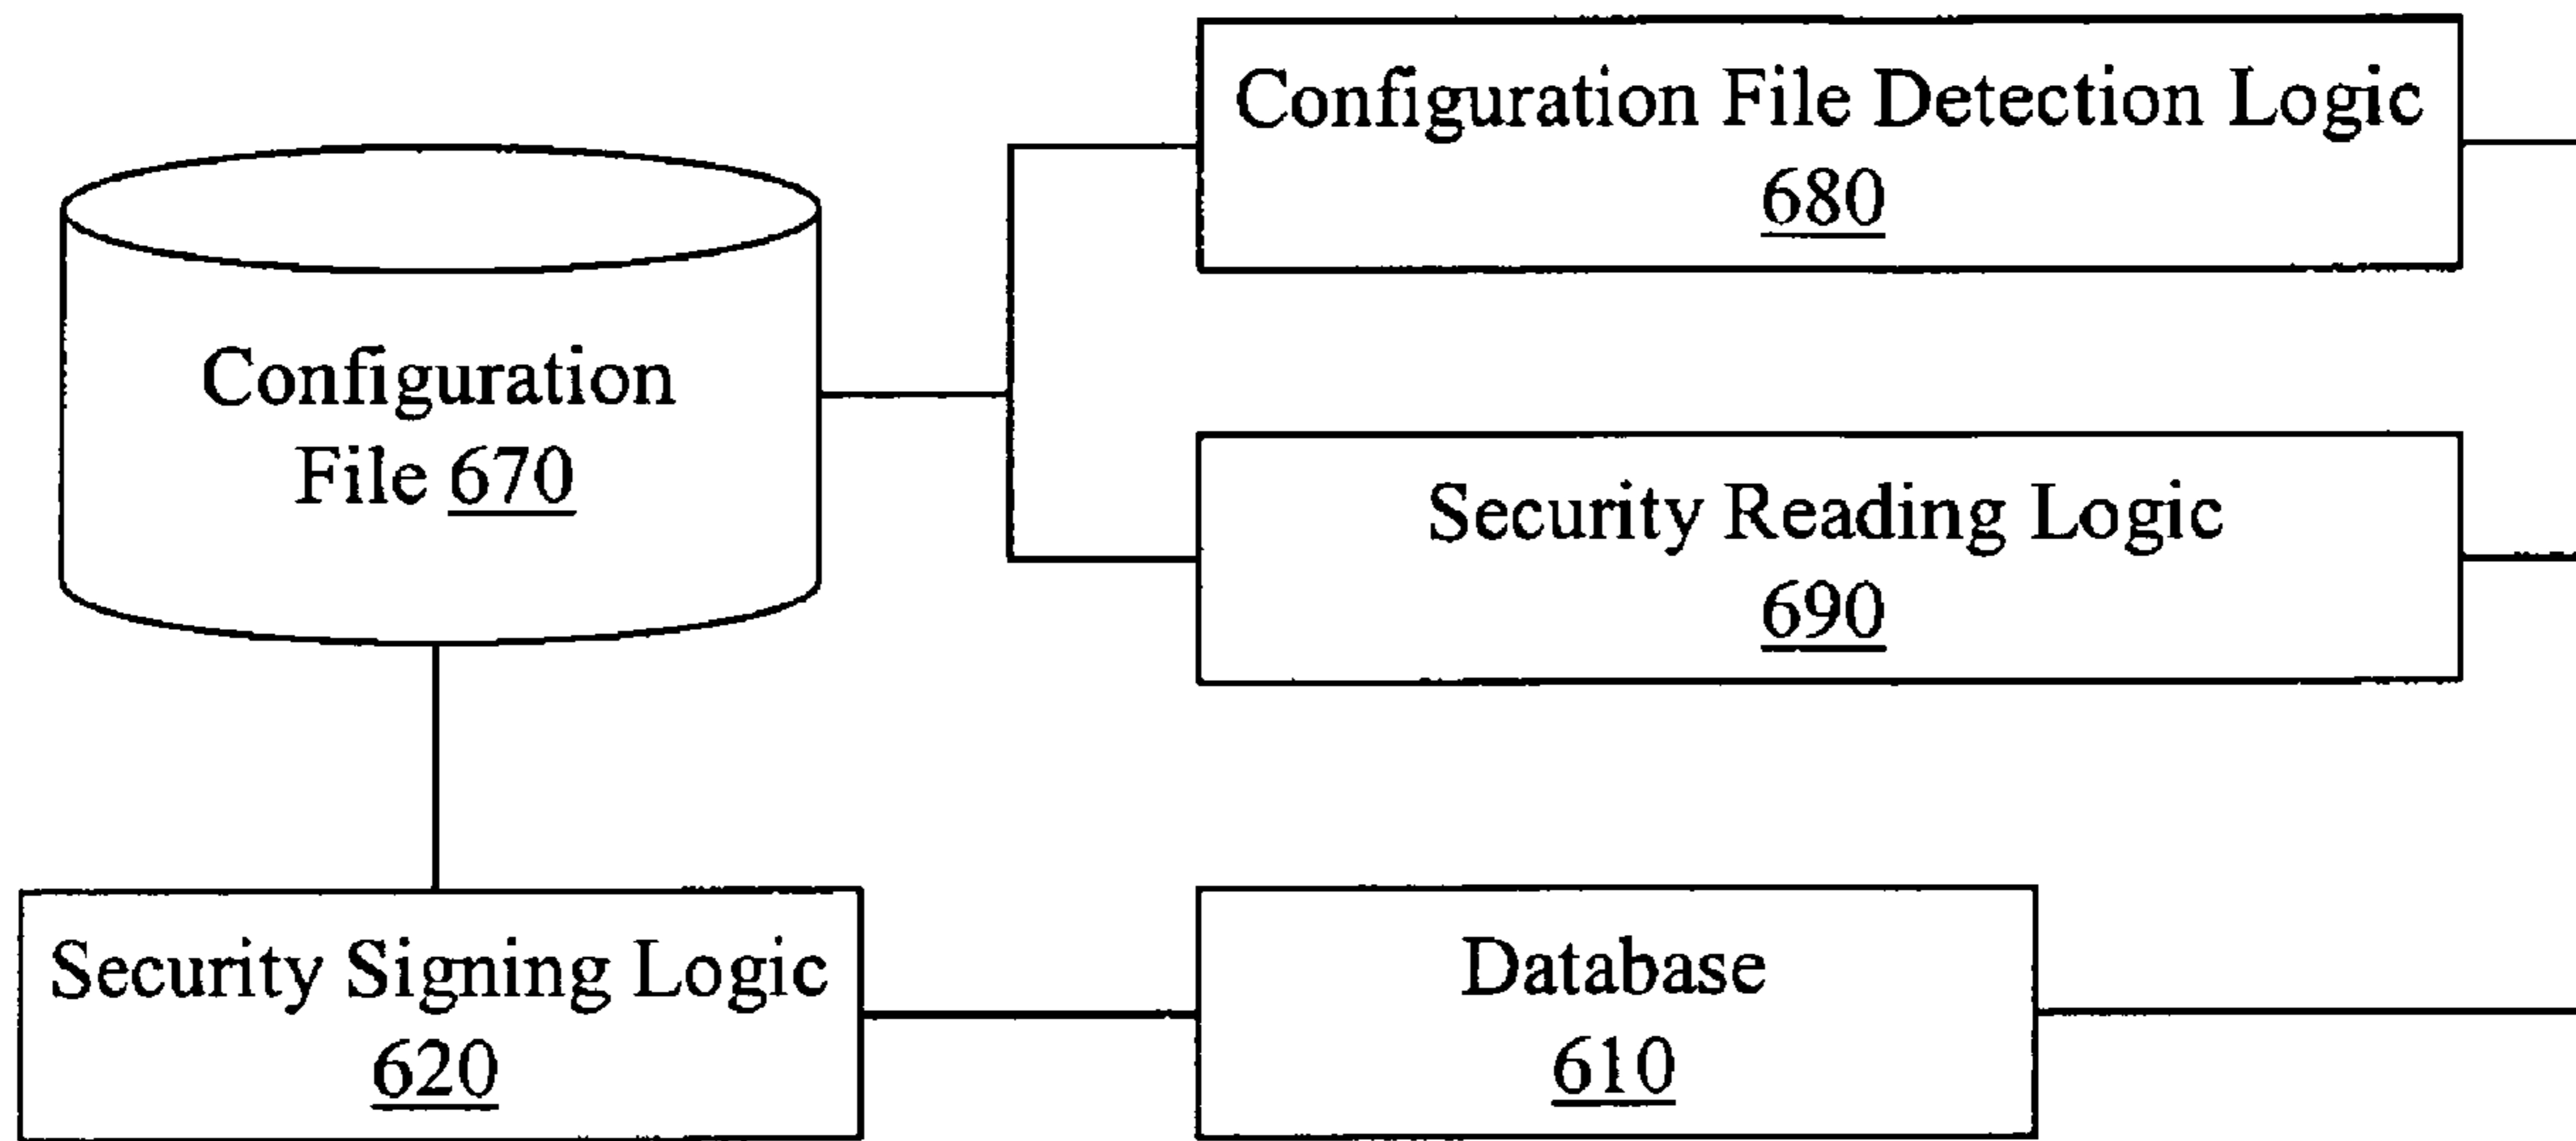 Configuration File Detection Logic
680
Configuration
File 670
Security Reading Logic
690
Security Signing Logic
620
Database
610